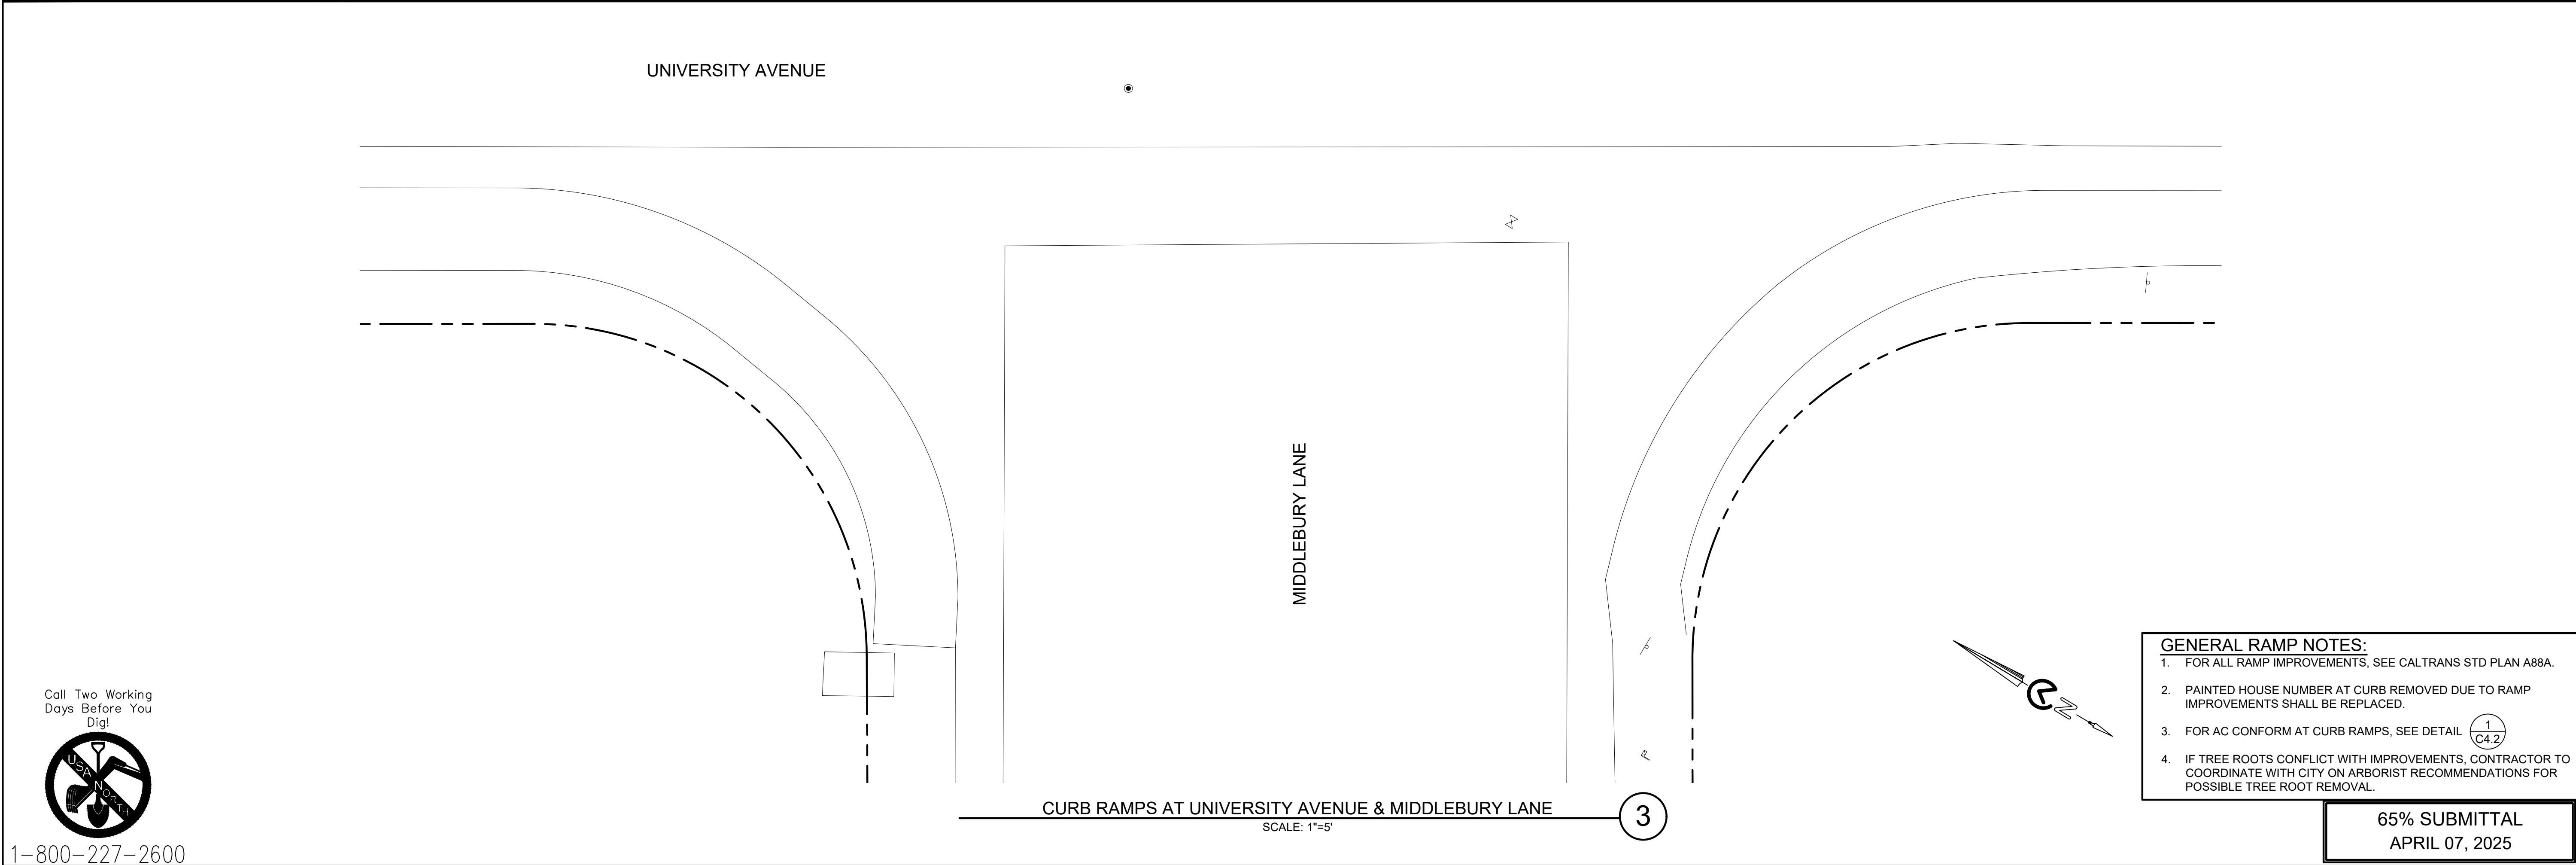 UNIVERSITY AVENUE
MIDDLEBURY LANE
Call Two Working
Days Before You
Dig!
USA NORTH
1-800-227-2600
CURB RAMPS AT UNIVERSITY AVENUE & MIDDLEBURY LANE
SCALE: 1"=5'
3
N
GENERAL RAMP NOTES:
1. FOR ALL RAMP IMPROVEMENTS, SEE CALTRANS STD PLAN A88A.
2. PAINTED HOUSE NUMBER AT CURB REMOVED DUE TO RAMP
IMPROVEMENTS SHALL BE REPLACED.
3. FOR AC CONFORM AT CURB RAMPS, SEE DETAIL
1
C4.2
4. IF TREE ROOTS CONFLICT WITH IMPROVEMENTS, CONTRACTOR TO
COORDINATE WITH CITY ON ARBORIST RECOMMENDATIONS FOR
POSSIBLE TREE ROOT REMOVAL.
65% SUBMITTAL
APRIL 07, 2025